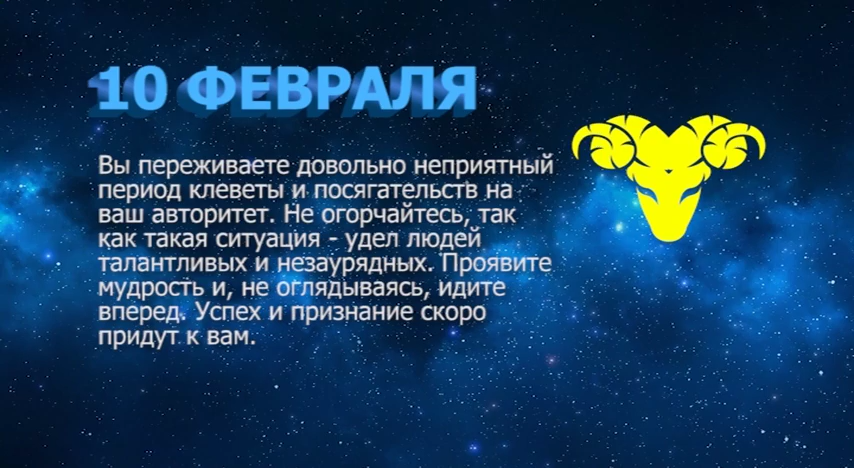 10 ФЕВРАЛЯ
Вы переживаете довольно неприятный
период клеветы и посягательств на
ваш авторитет. Не огорчайтесь, так
как такая ситуация - удел людей
талантливых и незаурядных. Проявите
мудрость и, не оглядываясь, идите
вперед. Успех и признание скоро
придут к вам.